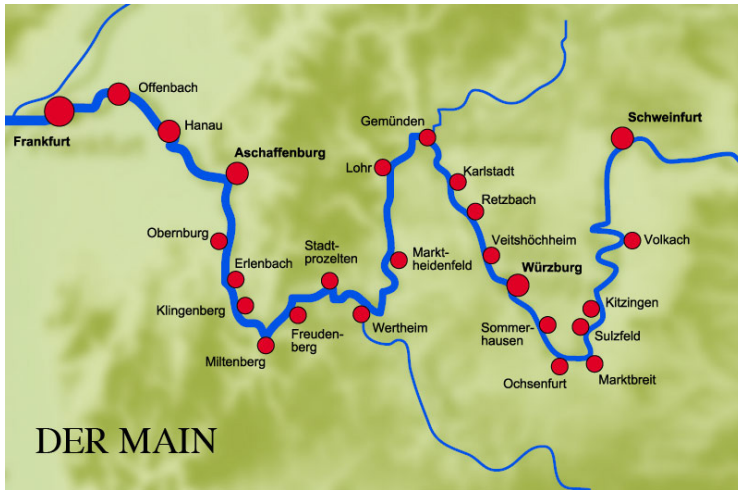 Offenbach
Frankfurt
Hanau
Aschaffenburg
Obernburg
Erlenbach
Klingenberg
Miltenberg
Stadt-
prozelten
Freuden-
berg
Wertheim
Markt-
heidenfeld
Lohr
Gemünden
Karlstadt
Retzbach
Veitshöchheim
Würzburg
Sommer-
hausen
Ochsenfurt
Marktbreit
Sulzfeld
Kitzingen
Volkach
Schweinfurt
DER MAIN